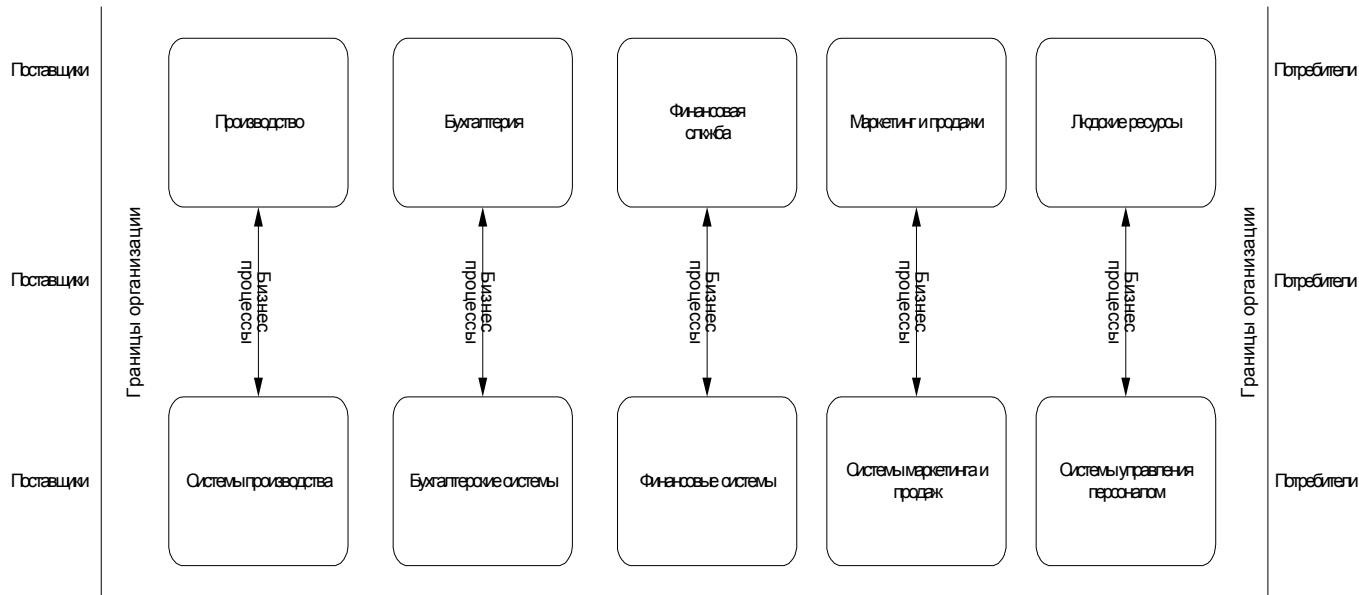 Поставщики
Производство
Бухгалтерия
Финансовая
служба
Маркетинг и продажи
Людские ресурсы
Потребители
Поставщики
Границы организации
Бизнес
процессы
Бизнес
процессы
Бизнес
процессы
Бизнес
процессы
Бизнес
процессы
Границы организации
Потребители
Поставщики
Системы производства
Бухгалтерские системы
Финансовые системы
Системы маркетинга и
продаж
Системы управления
персоналом
Потребители